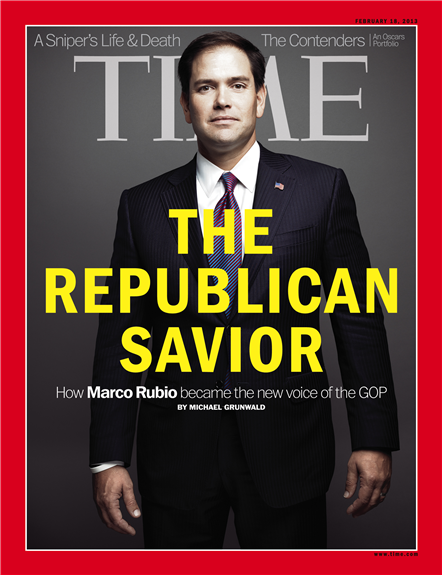 FEBRUARY 18, 2013
A Sniper's Life & Death The Contenders | An Oscars Portfolio
TIME
THE
REPUBLICAN
SAVIOR
How Marco Rubio became the new voice of the GOP
BY MICHAEL GRUNWALD
www.time.com